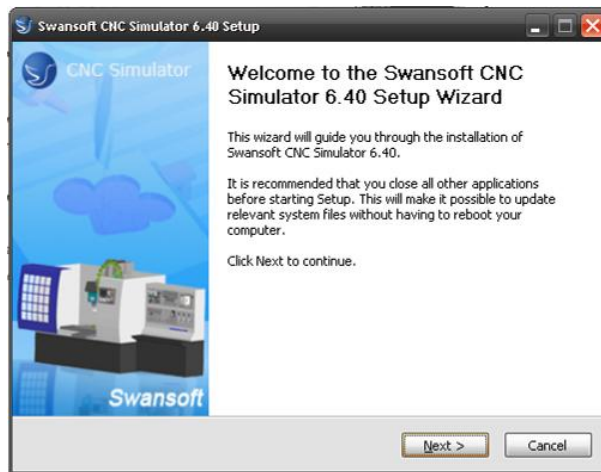 Swansoft CNC Simulator 6.40 Setup
CNC Simulator
Welcome to the Swansoft CNC
Simulator 6.40 Setup Wizard
This wizard will guide you through the installation of
Swansoft CNC Simulator 6.40.
It is recommended that you close all other applications
before starting Setup. This will make it possible to update
relevant system files without having to reboot your
computer.
Click Next to continue.
Swansoft
Next >
Cancel